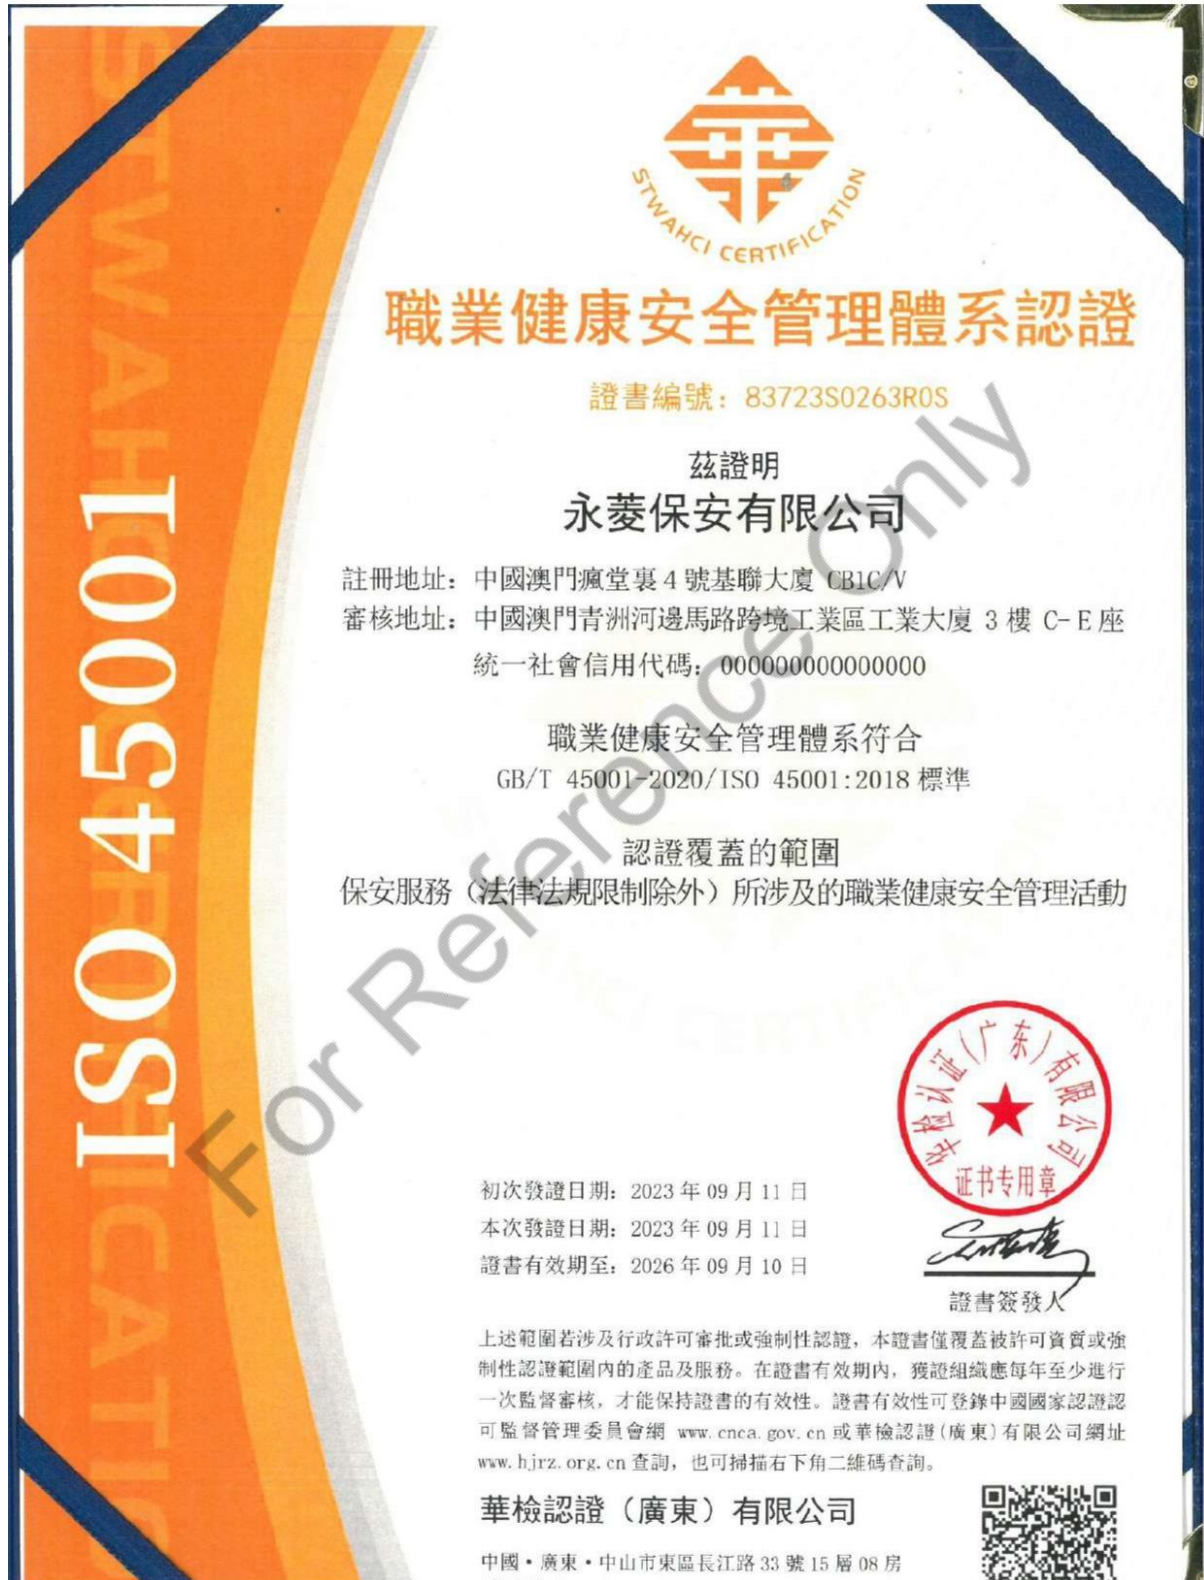 華
STWAHCI CERTIFICATION
職業健康安全管理體系認證
證書編號：83723S0263R0S
茲證明
永菱保安有限公司
註冊地址：中國澳門瘋堂裏 4 號基聯大廈 CB1C/V
審核地址：中國澳門青洲河邊馬路跨境工業區工業大廈 3 樓 C-E 座
統一社會信用代碼：000000000000000
職業健康安全管理體系符合
GB/T 45001-2020/ISO 45001:2018 標準
認證覆蓋的範圍
保安服務（法律法規限制除外）所涉及的職業健康安全管理活動
ISO 45001
For Reference Only
华检认证(广东)有限公司
证书专用章
初次發證日期：2023 年 09 月 11 日
本次發證日期：2023 年 09 月 11 日
證書有效期至：2026 年 09 月 10 日
證書簽發人
上述範圍若涉及行政許可審批或強制性認證，本證書僅覆蓋被許可資質或強
制性認證範圍內的產品及服務。在證書有效期內，獲證組織應每年至少進行
一次監督審核，才能保持證書的有效性。證書有效性可登錄中國國家認證認
可監督管理委員會網 www.cnca.gov.cn 或華檢認證(廣東)有限公司網址
www.hjrz.org.cn 查詢，也可掃描右下角二維碼查詢。
華檢認證（廣東）有限公司
中國·廣東·中山市東區長江路 33 號 15 層 08 房